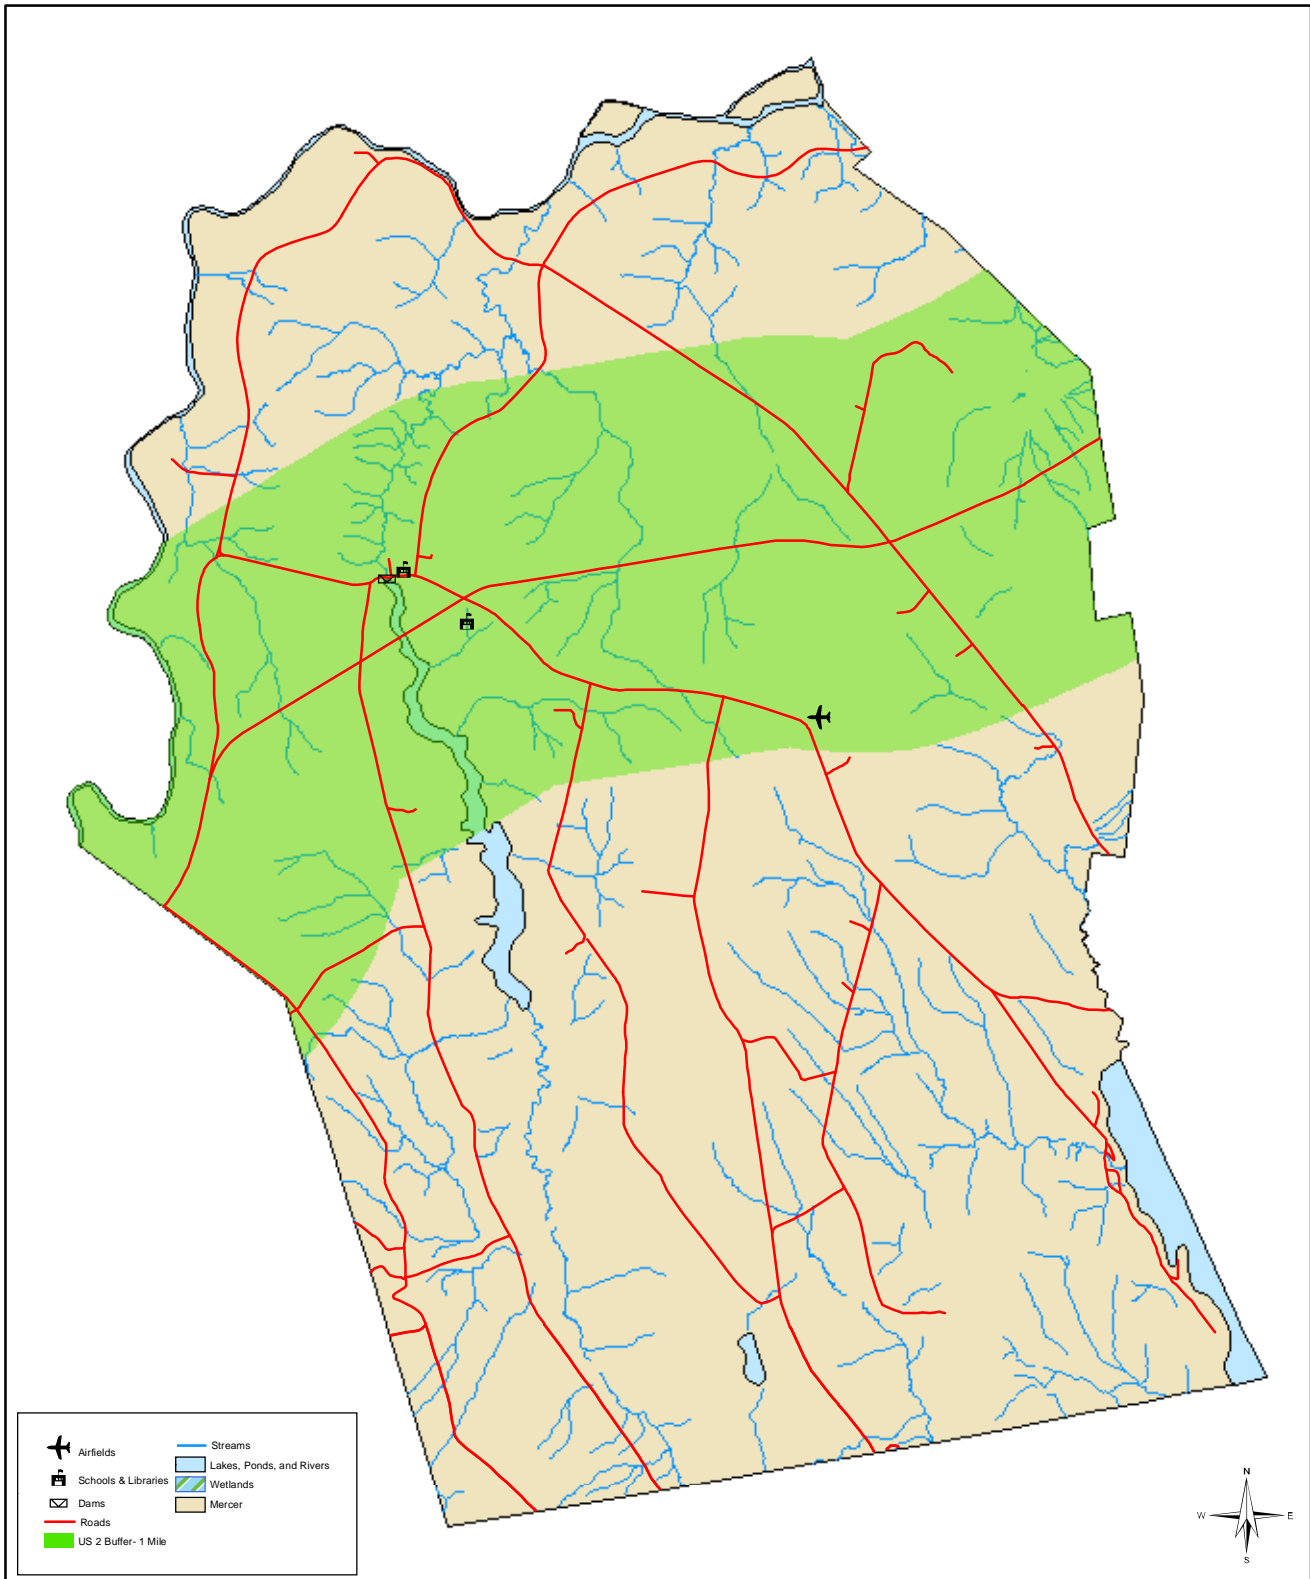 Airfields
Schools & Libraries
Dams
Roads
US 2 Buffer- 1 Mile
Streams
Lakes, Ponds, and Rivers
Wetlands
Mercer
N
W E
S